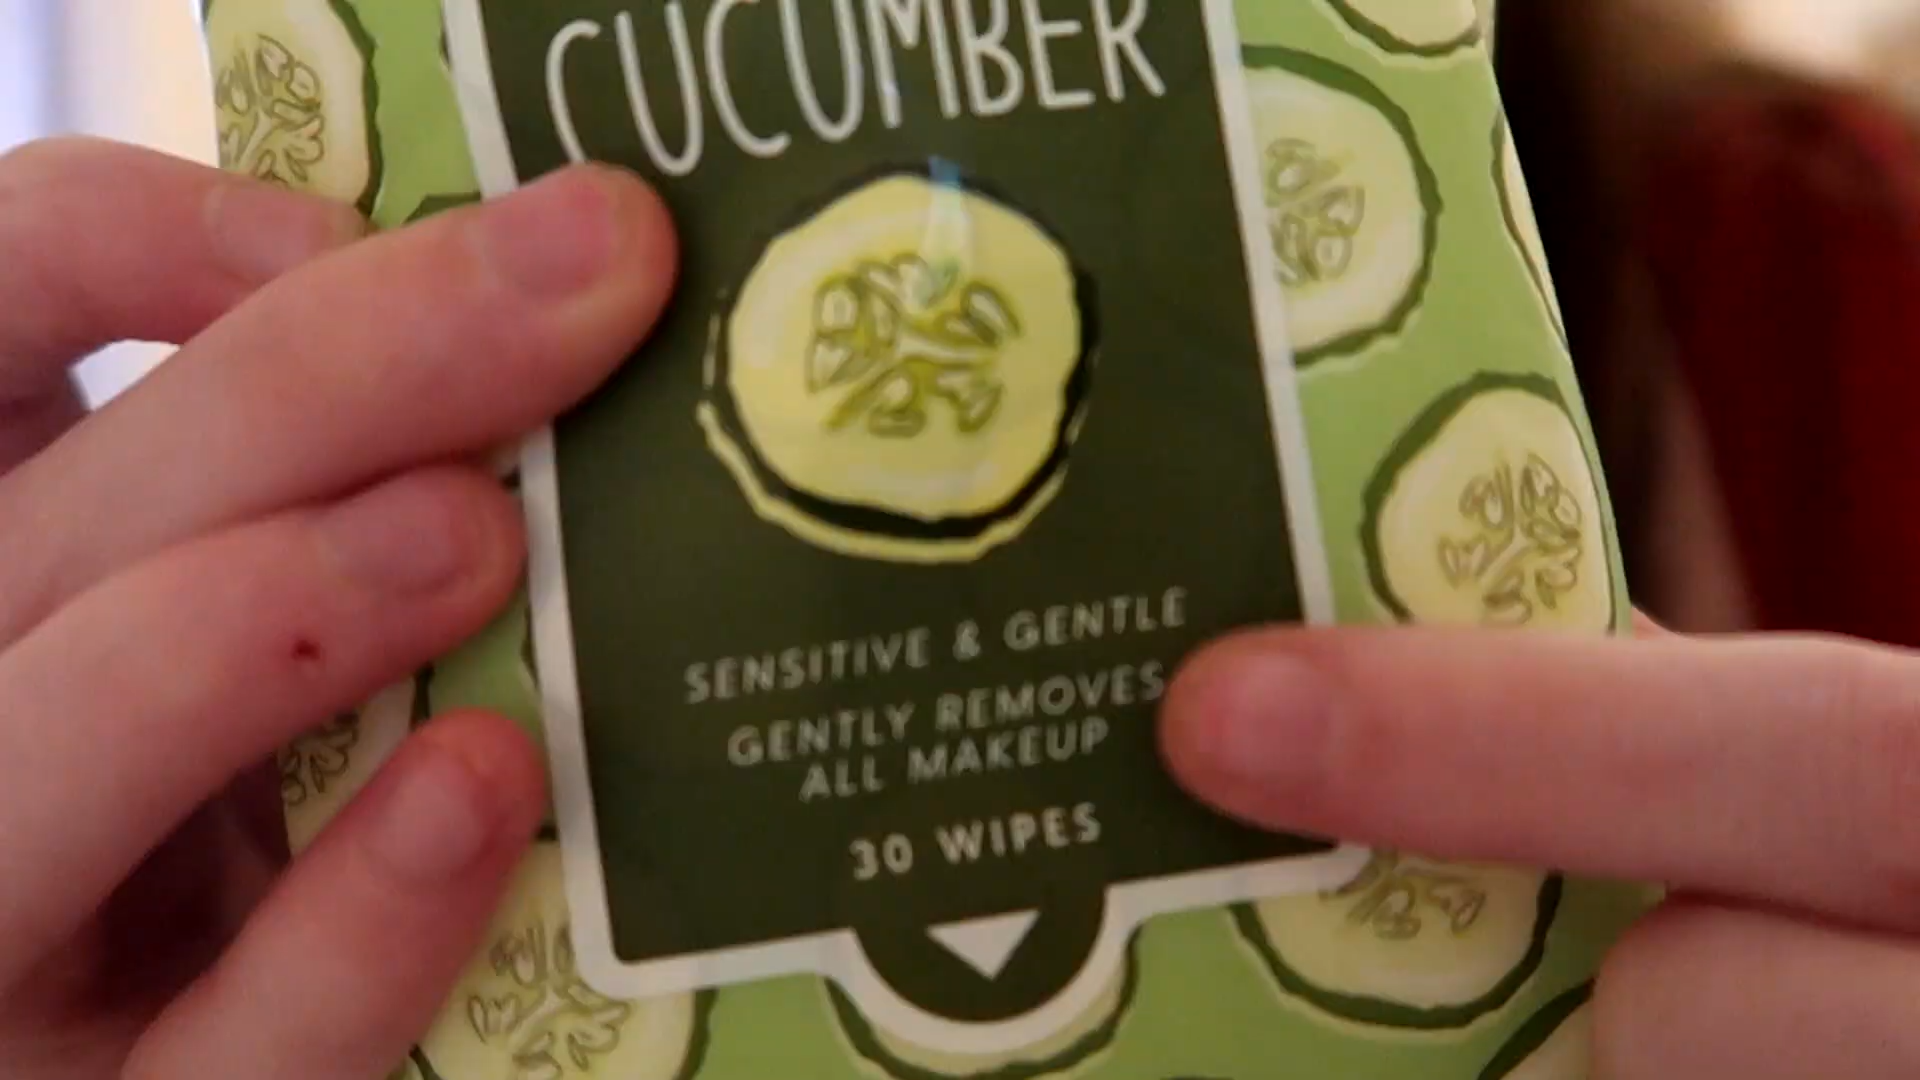 CUCUMBER
SENSITIVE & GENTLE
GENTLY REMOVES
ALL MAKEUP
30 WIPES